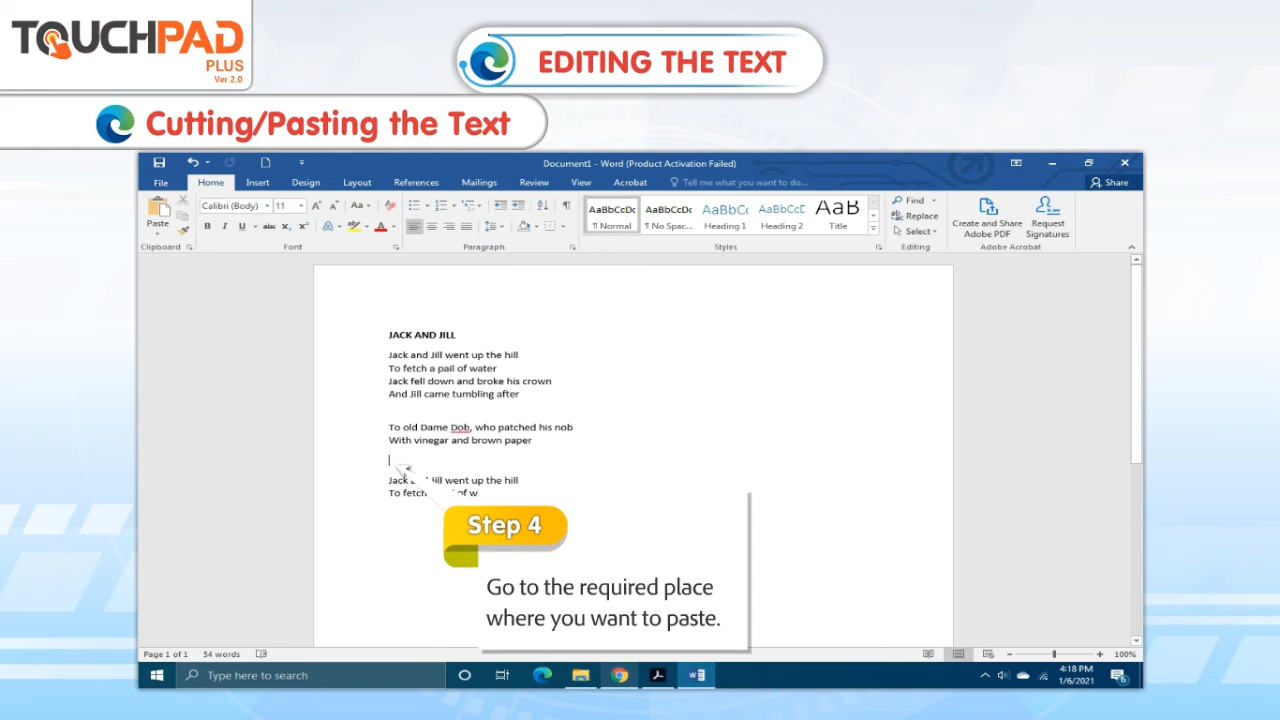 TOUCHPAD
PLUS
Ver 2.0
EDITING THE TEXT
Cutting/Pasting the Text
Document1 - Word (Product Activation Failed)
File Home Insert Design Layout References Mailings Review View Acrobat Tell me what you want to do... Share
Paste
Clipboard
Calibri (Body) 11
B I U abc x₂ x²
Font
Paragraph
AaBbCcDc AaBbCcDc AaBbCc AaBbCcD AaB
¶ Normal ¶ No Spac... Heading 1 Heading 2 Title
Styles
Find
Replace
Select
Editing
Create and Share
Adobe PDF
Request
Signatures
Adobe Acrobat
JACK AND JILL
Jack and Jill went up the hill
To fetch a pail of water
Jack fell down and broke his crown
And Jill came tumbling after
To old Dame Dob, who patched his nob
With vinegar and brown paper
Jack Jill went up the hill
To fetch of w
Step 4
Go to the required place
where you want to paste.
Page 1 of 1 54 words 100%
Type here to search
4:18 PM
1/6/2021